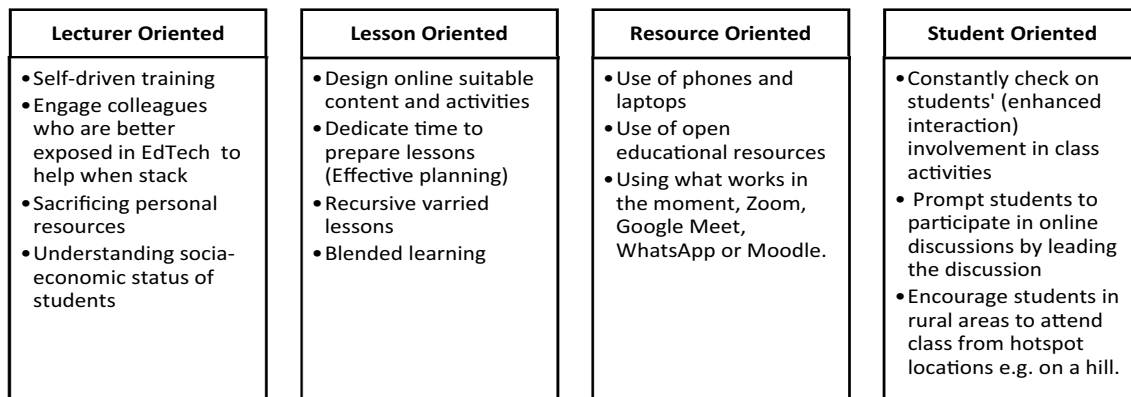 Lecturer Oriented
• Self-driven training
• Engage colleagues
who are better
exposed in EdTech to
help when stack
• Sacrificing personal
resources
• Understanding socia-
economic status of
students
Lesson Oriented
• Design online suitable
content and activities
• Dedicate time to
prepare lessons
(Effective planning)
• Recursive varried
lessons
• Blended learning
Resource Oriented
• Use of phones and
laptops
• Use of open
educational resources
• Using what works in
the moment, Zoom,
Google Meet,
WhatsApp or Moodle.
Student Oriented
• Constantly check on
students' (enhanced
interaction)
involvement in class
activities
• Prompt students to
participate in online
discussions by leading
the discussion
• Encourage students in
rural areas to attend
class from hotspot
locations e.g. on a hill.